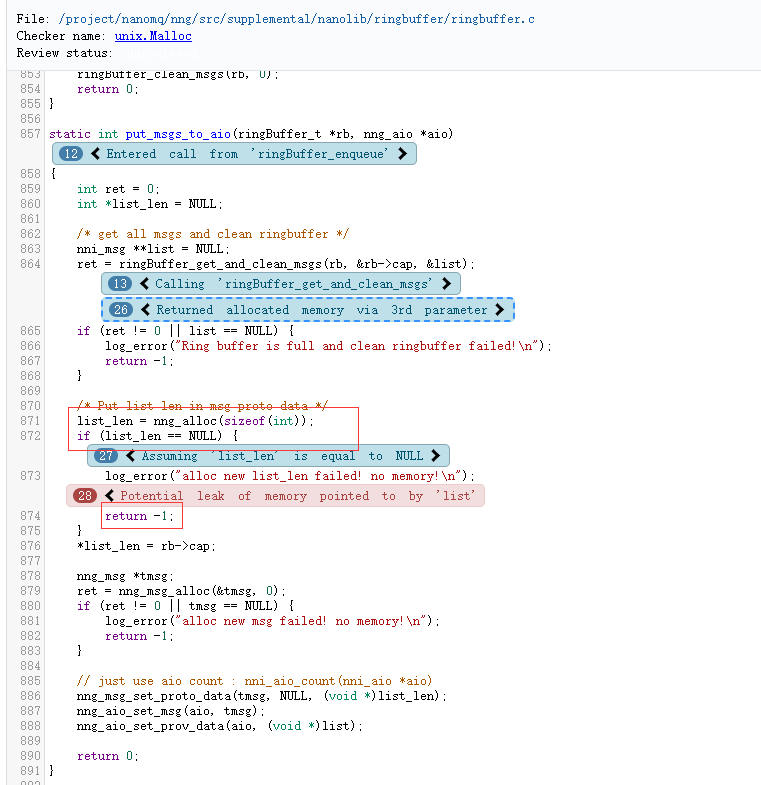 File: /project/nanomq/nng/src/supplemental/nanolib/ringbuffer/ringbuffer.c
Checker name: unix.Malloc
Review status:
853 ringBuffer_clean_msgs(rb, 0);
854 return 0;
855 }
856
857 static int put_msgs_to_aio(ringBuffer_t *rb, nng_aio *aio)
12 Entered call from 'ringBuffer_enqueue'
858 {
859 int ret = 0;
860 int *list_len = NULL;
861
862 /* get all msgs and clean ringbuffer */
863 nni_msg **list = NULL;
864 ret = ringBuffer_get_and_clean_msgs(rb, &rb->cap, &list);
13 Calling 'ringBuffer_get_and_clean_msgs'
26 Returned allocated memory via 3rd parameter
865 if (ret != 0 || list == NULL) {
866 log_error("Ring buffer is full and clean ringbuffer failed!\n");
867 return -1;
868 }
869
870 /* Put list len in msg proto data */
871 list_len = nng_alloc(sizeof(int));
872 if (list_len == NULL) {
27 Assuming 'list_len' is equal to NULL
873 log_error("alloc new list_len failed! no memory!\n");
28 Potential leak of memory pointed to by 'list'
874 return -1;
875 }
876 *list_len = rb->cap;
877
878 nng_msg *tmsg;
879 ret = nng_msg_alloc(&tmsg, 0);
880 if (ret != 0 || tmsg == NULL) {
881 log_error("alloc new msg failed! no memory!\n");
882 return -1;
883 }
884
885 // just use aio count : nni_aio_count(nni_aio *aio)
886 nng_msg_set_proto_data(tmsg, NULL, (void *)list_len);
887 nng_aio_set_msg(aio, tmsg);
888 nng_aio_set_prov_data(aio, (void *)list);
889
890 return 0;
891 }